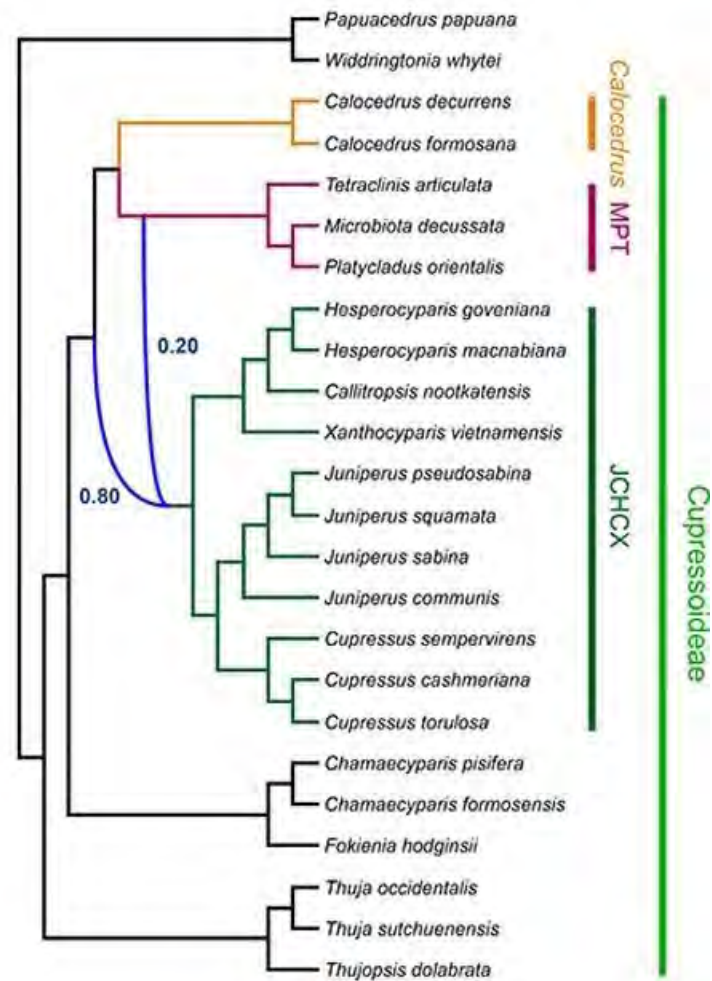 Papuacedrus papuana
Widdringtonia whytei
Calocedrus decurrens
Calocedrus formosana
Tetraclinis articulata
Microbiota decussata
Platycladus orientalis
Hesperocyparis goveniana
Hesperocyparis macnabiana
Callitropsis nootkatensis
Xanthocyparis vietnamensis
Juniperus pseudosabina
Juniperus squamata
Juniperus sabina
Juniperus communis
Cupressus sempervirens
Cupressus cashmeriana
Cupressus torulosa
Chamaecyparis pisifera
Chamaecyparis formosensis
Fokienia hodginsii
Thuja occidentalis
Thuja sutchuenensis
Thujopsis dolabrata
0.20
0.80
Calocedrus
MPT
JCHCX
Cupressoideae